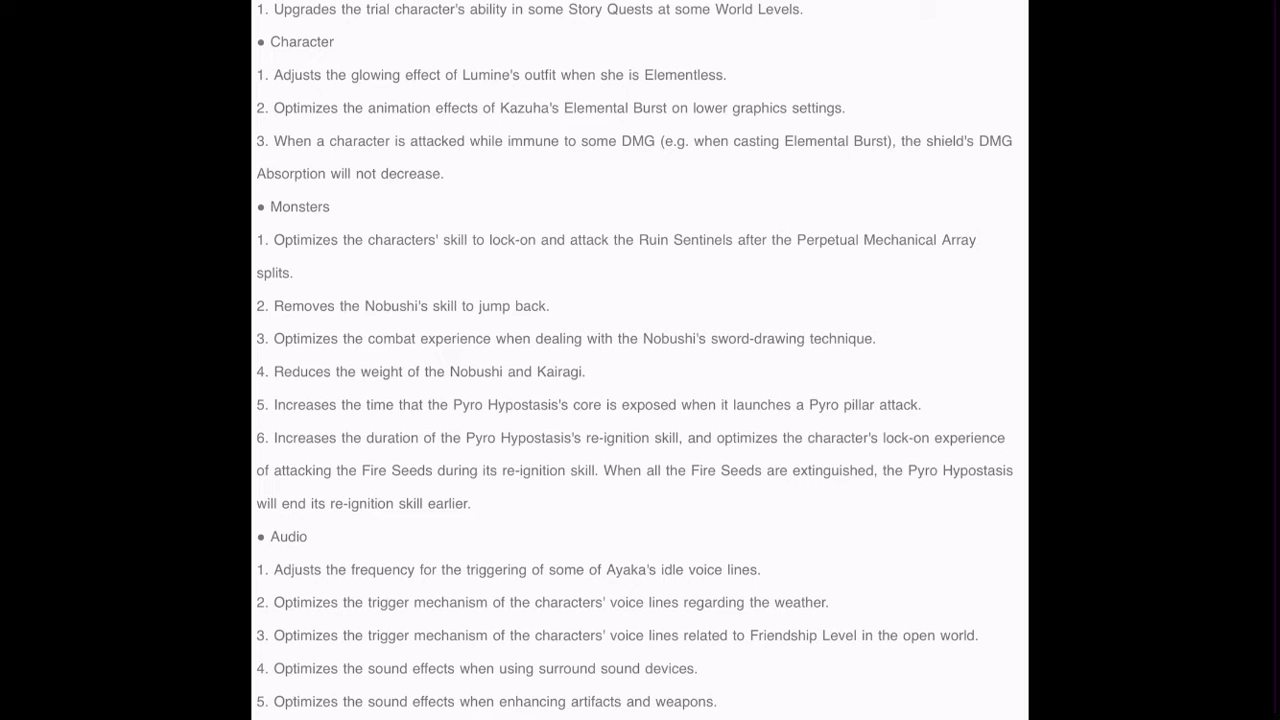 1. Upgrades the trial character's ability in some Story Quests at some World Levels.
● Character
1. Adjusts the glowing effect of Lumine's outfit when she is Elementless.
2. Optimizes the animation effects of Kazuha's Elemental Burst on lower graphics settings.
3. When a character is attacked while immune to some DMG (e.g. when casting Elemental Burst), the shield's DMG
Absorption will not decrease.
● Monsters
1. Optimizes the characters' skill to lock-on and attack the Ruin Sentinels after the Perpetual Mechanical Array
splits.
2. Removes the Nobushi's skill to jump back.
3. Optimizes the combat experience when dealing with the Nobushi's sword-drawing technique.
4. Reduces the weight of the Nobushi and Kairagi.
5. Increases the time that the Pyro Hypostasis's core is exposed when it launches a Pyro pillar attack.
6. Increases the duration of the Pyro Hypostasis's re-ignition skill, and optimizes the character's lock-on experience
of attacking the Fire Seeds during its re-ignition skill. When all the Fire Seeds are extinguished, the Pyro Hypostasis
will end its re-ignition skill earlier.
● Audio
1. Adjusts the frequency for the triggering of some of Ayaka's idle voice lines.
2. Optimizes the trigger mechanism of the characters' voice lines regarding the weather.
3. Optimizes the trigger mechanism of the characters' voice lines related to Friendship Level in the open world.
4. Optimizes the sound effects when using surround sound devices.
5. Optimizes the sound effects when enhancing artifacts and weapons.